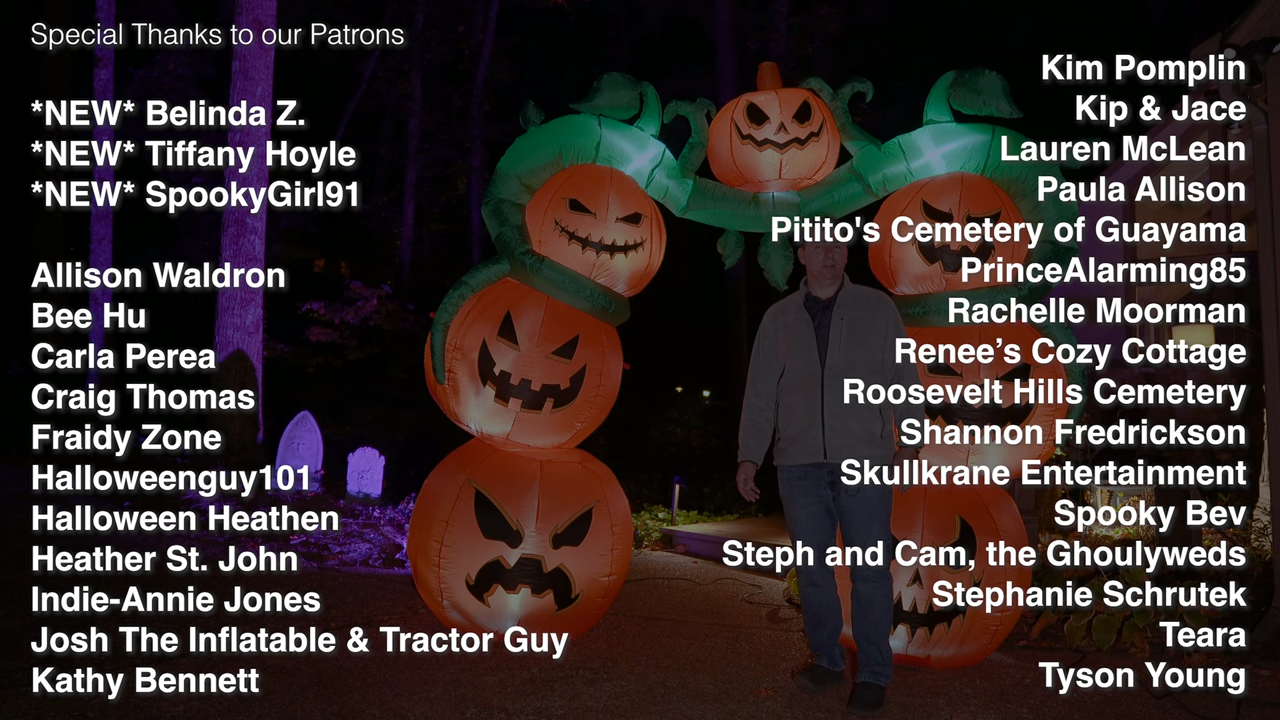 Special Thanks to our Patrons
*NEW* Belinda Z.
*NEW* Tiffany Hoyle
*NEW* SpookyGirl91
Allison Waldron
Bee Hu
Carla Perea
Craig Thomas
Fraidy Zone
Halloweenguy101
Halloween Heathen
Heather St. John
Indie-Annie Jones
Josh The Inflatable & Tractor Guy
Kathy Bennett
Kim Pomplin
Kip & Jace
Lauren McLean
Paula Allison
Pitito's Cemetery of Guayama
PrinceAlarming85
Rachelle Moorman
Renee’s Cozy Cottage
Roosevelt Hills Cemetery
Shannon Fredrickson
Skullkrane Entertainment
Spooky Bev
Steph and Cam, the Ghoulyweds
Stephanie Schrutek
Teara
Tyson Young